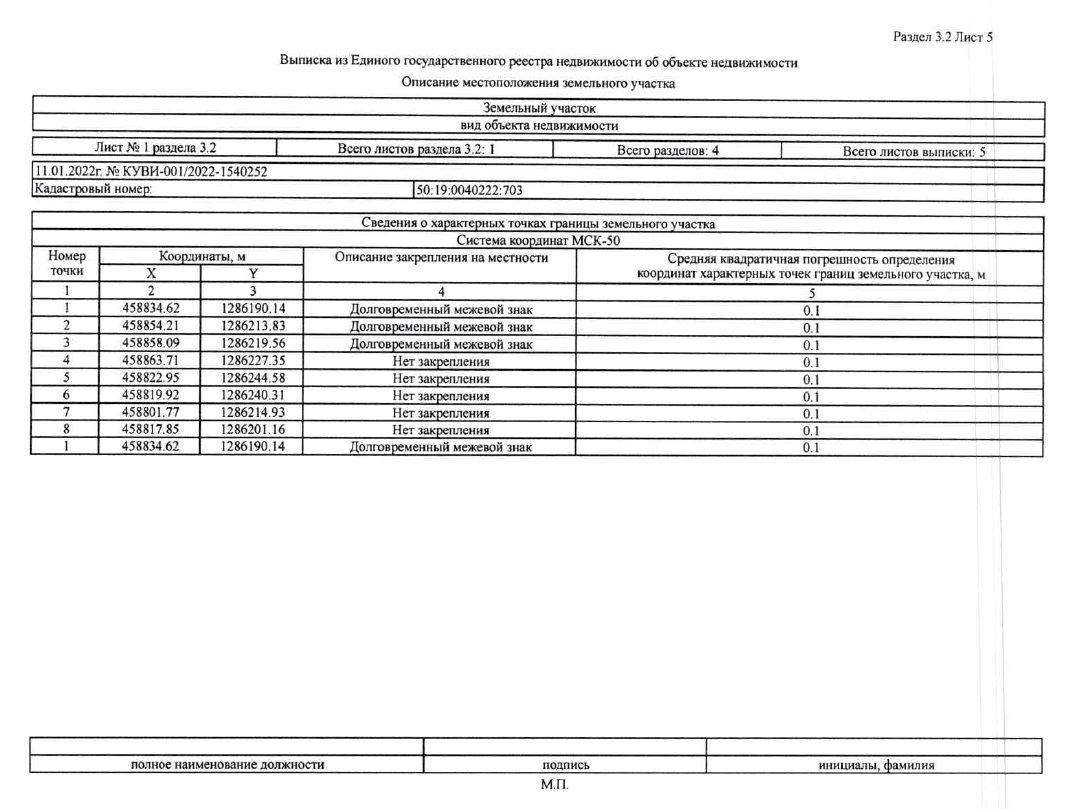 Раздел 3.2 Лист 5
Выписка из Единого государственного реестра недвижимости об объекте недвижимости
Описание местоположения земельного участка
Земельный участок
вид объекта недвижимости
Лист № 1 раздела 3.2 Всего листов раздела 3.2: 1 Всего разделов: 4 Всего листов выписки: 5
11.01.2022г. № КУВИ-001/2022-1540252
Кадастровый номер: 50:19:0040222:703
Сведения о характерных точках границы земельного участка
Система координат МСК-50
Номер точки Координаты, м Описание закрепления на местности Средняя квадратичная погрешность определения координат характерных точек границ земельного участка, м
X Y
1 2 3 4 5
1 458834.62 1286190.14 Долговременный межевой знак 0.1
2 458854.21 1286213.83 Долговременный межевой знак 0.1
3 458858.09 1286219.56 Долговременный межевой знак 0.1
4 458863.71 1286227.35 Нет закрепления 0.1
5 458822.95 1286244.58 Нет закрепления 0.1
6 458819.92 1286240.31 Нет закрепления 0.1
7 458801.77 1286214.93 Нет закрепления 0.1
8 458817.85 1286201.16 Нет закрепления 0.1
1 458834.62 1286190.14 Долговременный межевой знак 0.1
полное наименование должности подпись инициалы, фамилия
М.П.